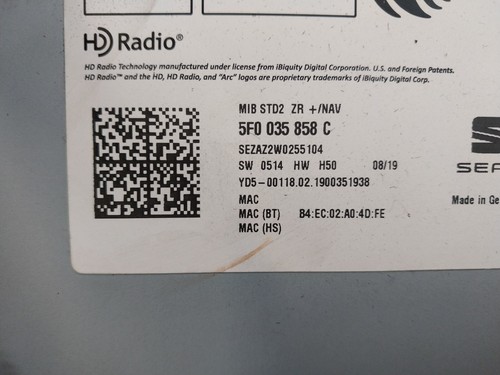 HD Radio®
HD Radio Technology manufactured under license from iBiquity Digital Corporation. U.S. and Foreign Patents.
HD Radio™ and the HD, HD Radio, and "Arc" logos are proprietary trademarks of iBiquity Digital Corp.
MIB STD2 ZR +/NAV
5F0 035 858 C
SEZAZ2W0255104
SW 0514 HW H50 08/19
YD5-00118.02.1900351938
MAC
MAC (BT) B4:EC:02:A0:4D:FE
MAC (HS)
SEA
Made in Ge